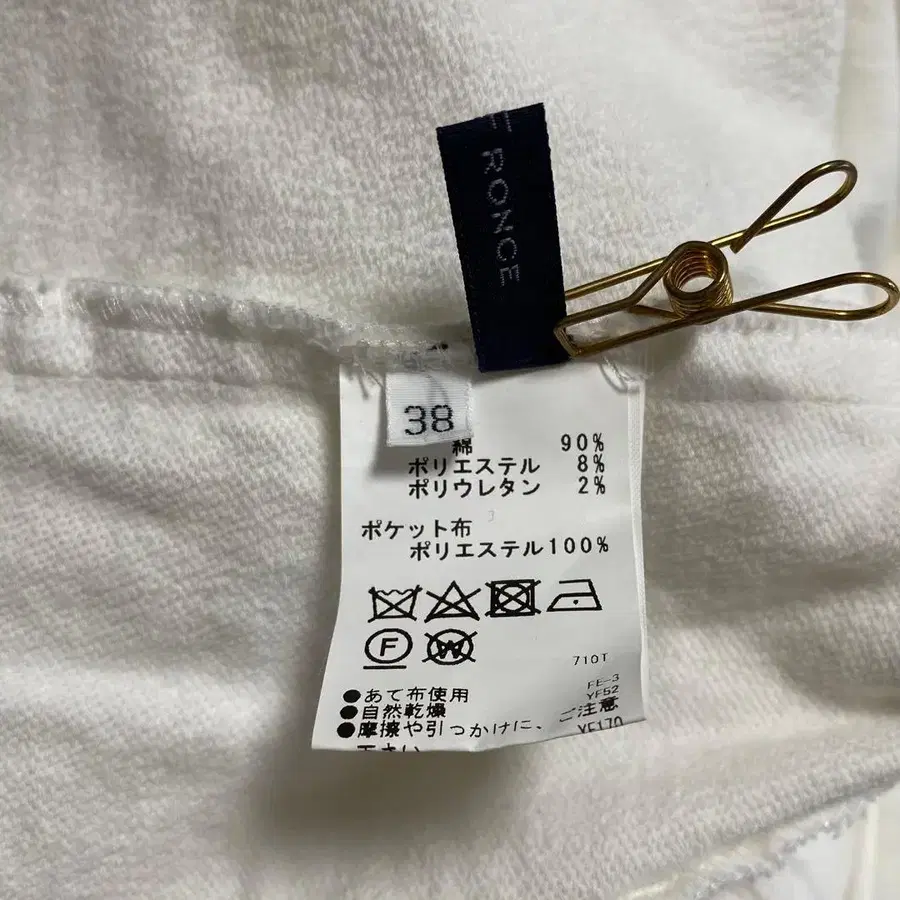 RONCE
38
綿 90%
ポリエステル 8%
ポリウレタン 2%
ポケット布
ポリエステル100%
F
W
710T
FE-3
YF52
●あて布使用
●自然乾燥
●摩擦や引っかけに、ご注意
下さい
YF170